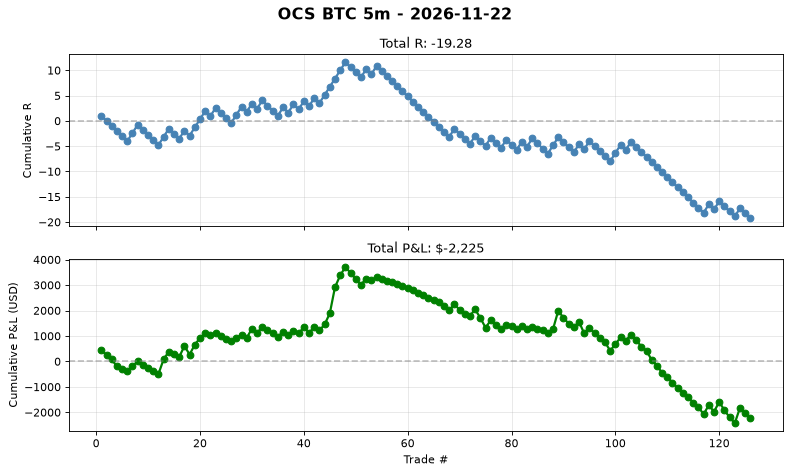 OCS BTC 5m - 2026-11-22
Total R: -19.28
Cumulative R
10
5
0
−5
−10
−15
−20
Total P&L: $-2,225
Cumulative P&L (USD)
4000
3000
2000
1000
0
−1000
−2000
0 20 40 60 80 100 120
Trade #